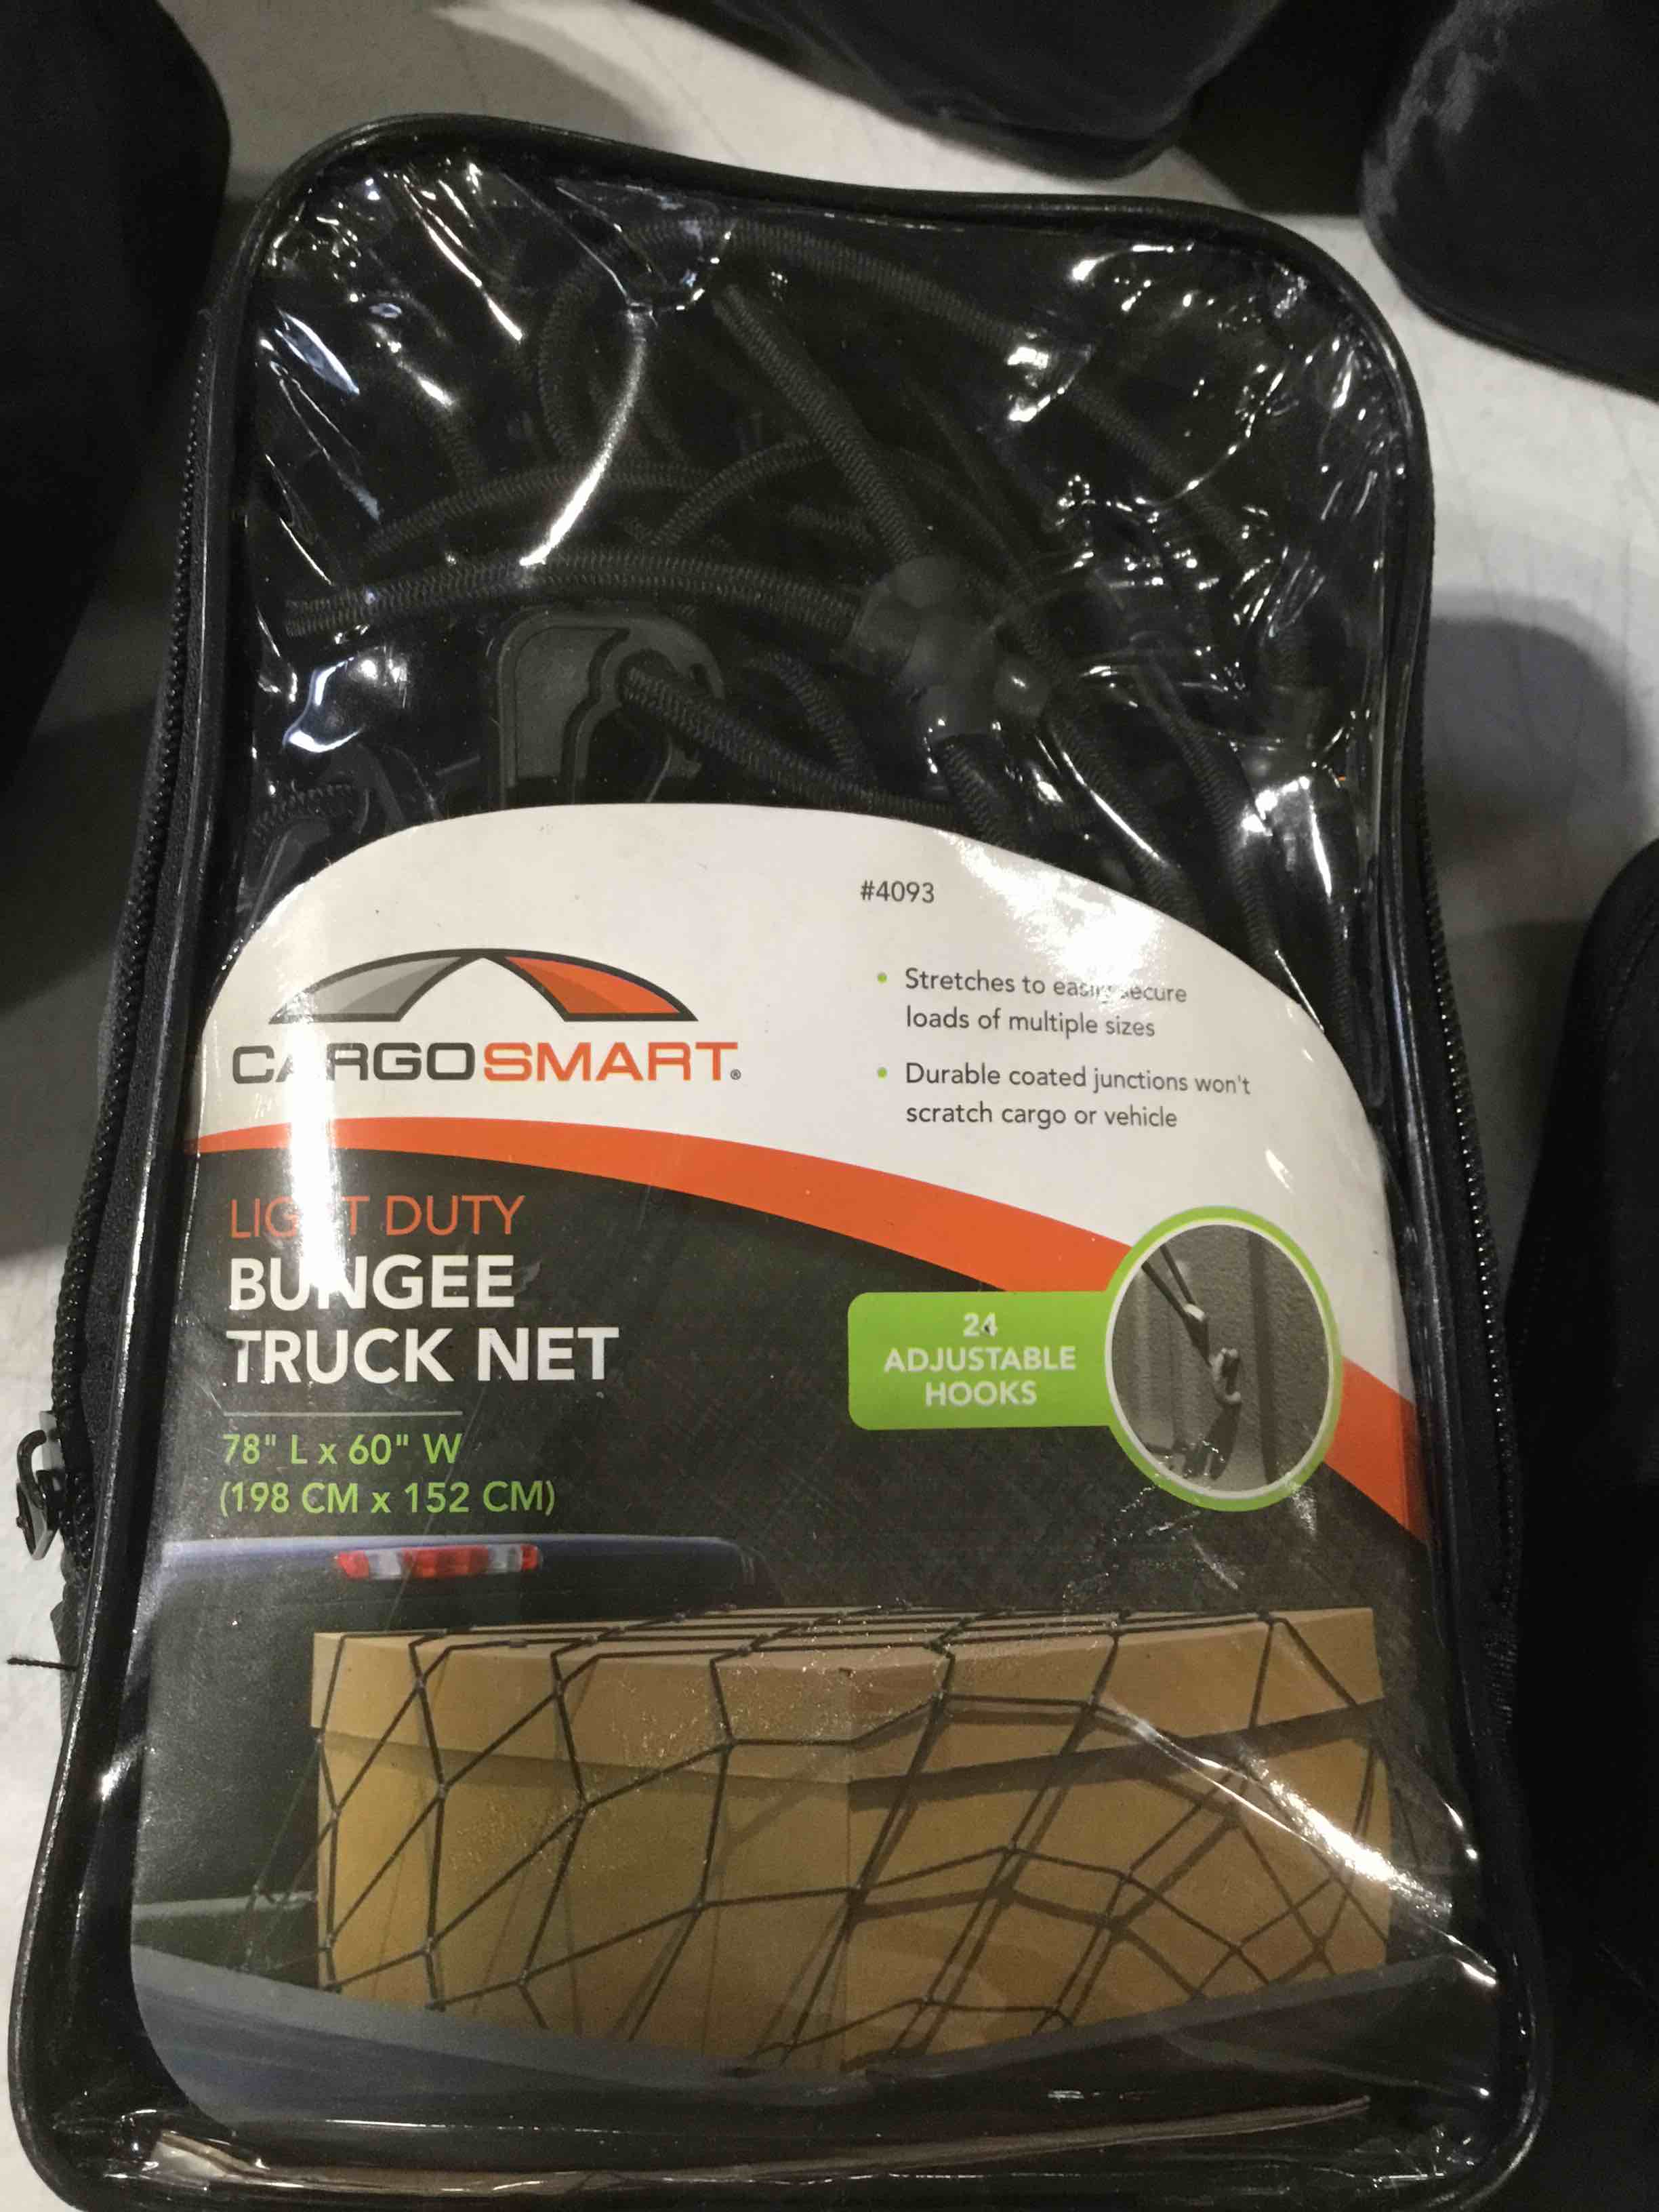 #4093
CARGOSMART®
• Stretches to easily secure
loads of multiple sizes
• Durable coated junctions won't
scratch cargo or vehicle
LIGHT DUTY
BUNGEE
TRUCK NET
78" L x 60" W
(198 CM x 152 CM)
24
ADJUSTABLE
HOOKS